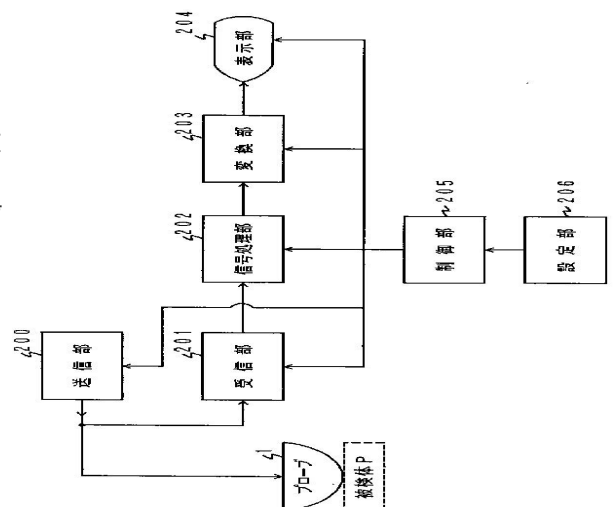 200
送信部
201
受信部
202
信号処理部
203
変換部
204
表示部
205
制御部
206
設定部
1
プローブ
被検体P